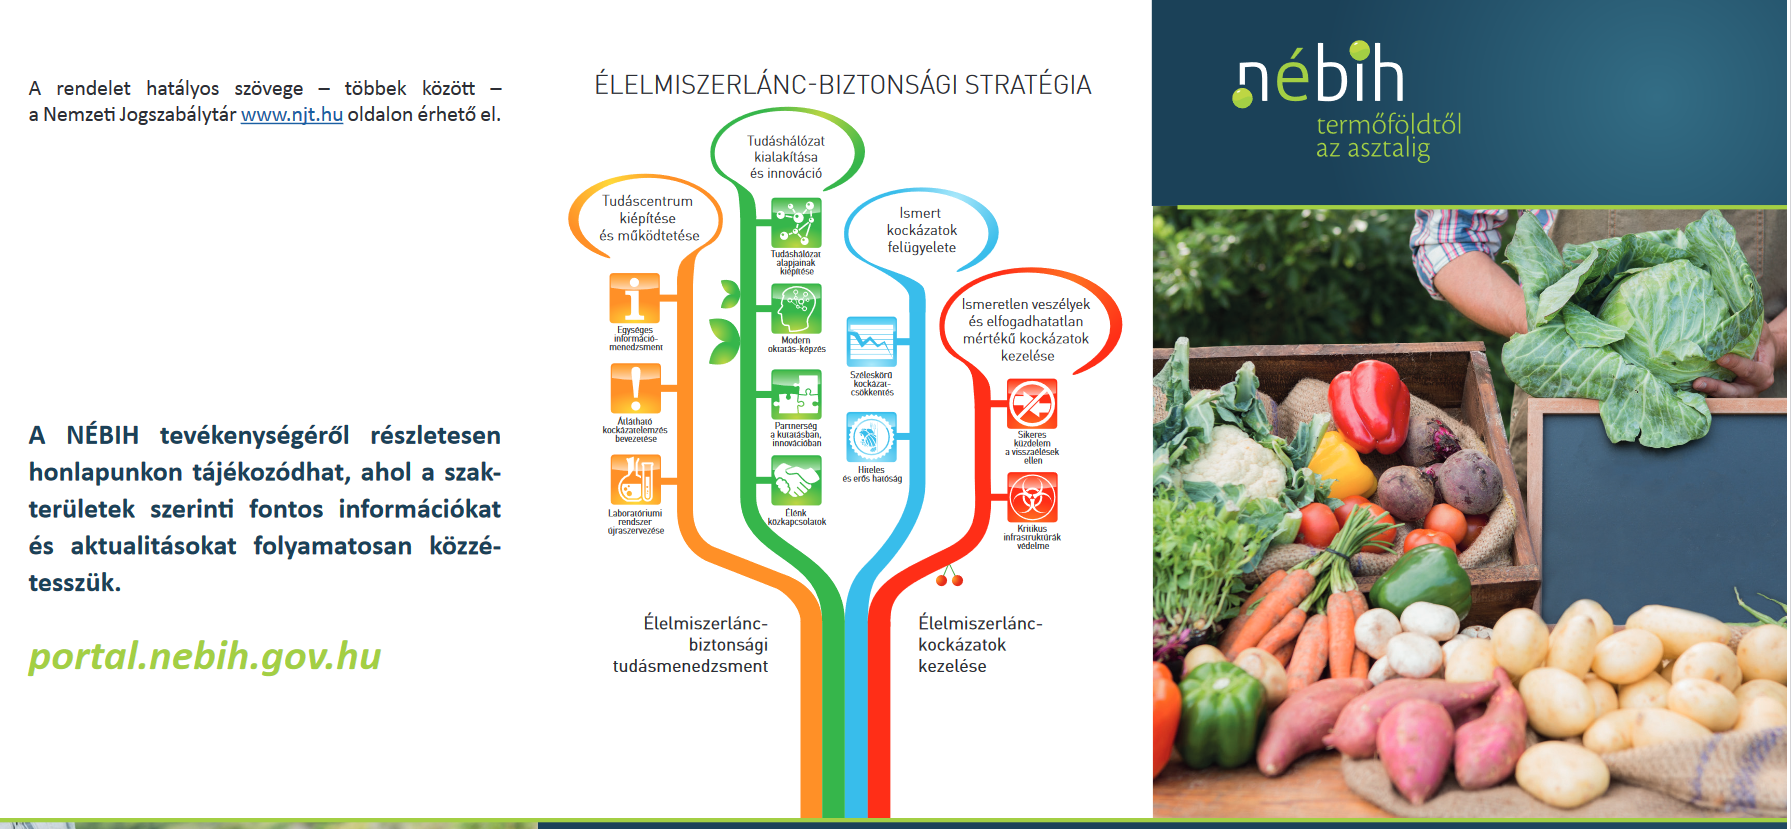 A rendelet hatályos szövege – többek között –
a Nemzeti Jogszabálytár www.njt.hu oldalon érhető el.
A NÉBIH tevékenységéről részletesen
honlapunkon tájékozódhat, ahol a szak-
területek szerinti fontos információkat
és aktualitásokat folyamatosan közzé-
tesszük.
portal.nebih.gov.hu
ÉLELMISZERLÁNC-BIZTONSÁGI STRATÉGIA
Tudáscentrum
kiépítése
és működtetése
Egységes
információ-
menedzsment
Átlátható
kockázatelemzés
bevezetése
Laboratóriumi
rendszer
újraszervezése
Tudáshálózat
kialakítása
és innováció
Tudáshálózat
alapjainak
kiépítése
Modern
oktatás-képzés
Partnerség
a kutatásban,
innovációban
Élénk
közkapcsolatok
Ismert
kockázatok
felügyelete
Széleskörű
kockázat-
csökkentés
Hiteles
és erős hatóság
Ismeretlen veszélyek
és elfogadhatatlan
mértékű kockázatok
kezelése
Sikeres
küzdelem
a visszaélések
ellen
Kritikus
infrastruktúrák
védelme
Élelmiszerlánc-
biztonsági
tudásmenedzsment
Élelmiszerlánc-
kockázatok
kezelése
nébih
termőföldtől
az asztalig